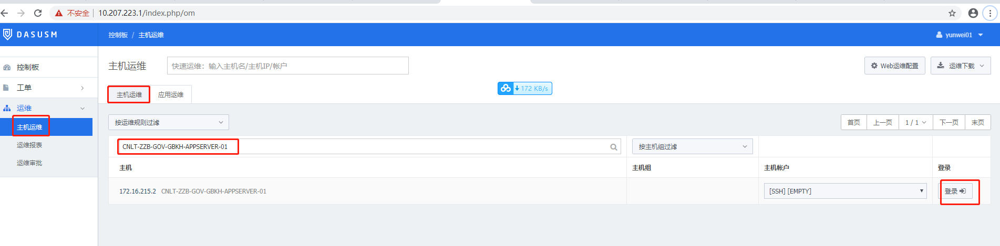 不安全 10.207.223.1/index.php/om
DASUSM
控制板 / 主机运维
yunwei01
控制板
工单
运维
主机运维
运维报表
运维审批
主机运维
快速运维：输入主机名/主机IP/帐户
Web运维配置
运维下载
主机运维
应用运维
172 KB/s
按运维规则过滤
首页 上一页 1 / 1 下一页 末页
CNLT-ZZB-GOV-GBKH-APPSERVER-01
按主机组过滤
主机 主机组 主机帐户 登录
172.16.215.2 CNLT-ZZB-GOV-GBKH-APPSERVER-01 [SSH] [EMPTY] 登录